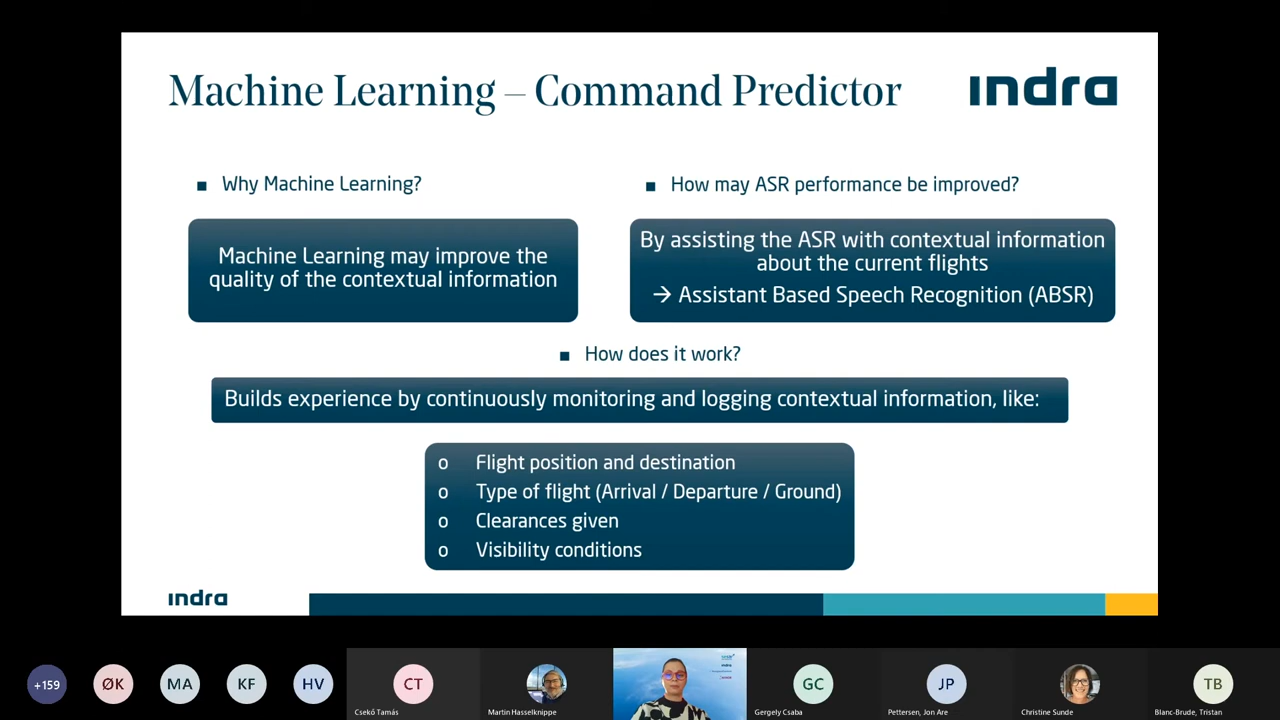 Machine Learning – Command Predictor
indra
■ Why Machine Learning?
Machine Learning may improve the
quality of the contextual information
■ How may ASR performance be improved?
By assisting the ASR with contextual information
about the current flights
→ Assistant Based Speech Recognition (ABSR)
■ How does it work?
Builds experience by continuously monitoring and logging contextual information, like:
o Flight position and destination
o Type of flight (Arrival / Departure / Ground)
o Clearances given
o Visibility conditions
indra
+159
ØK
MA
KF
HV
CT
Csekő Tamás
Martin Hasselknippe
GC
Gergely Csaba
JP
Pettersen, Jon Are
Christine Sunde
TB
Blanc-Brude, Tristan